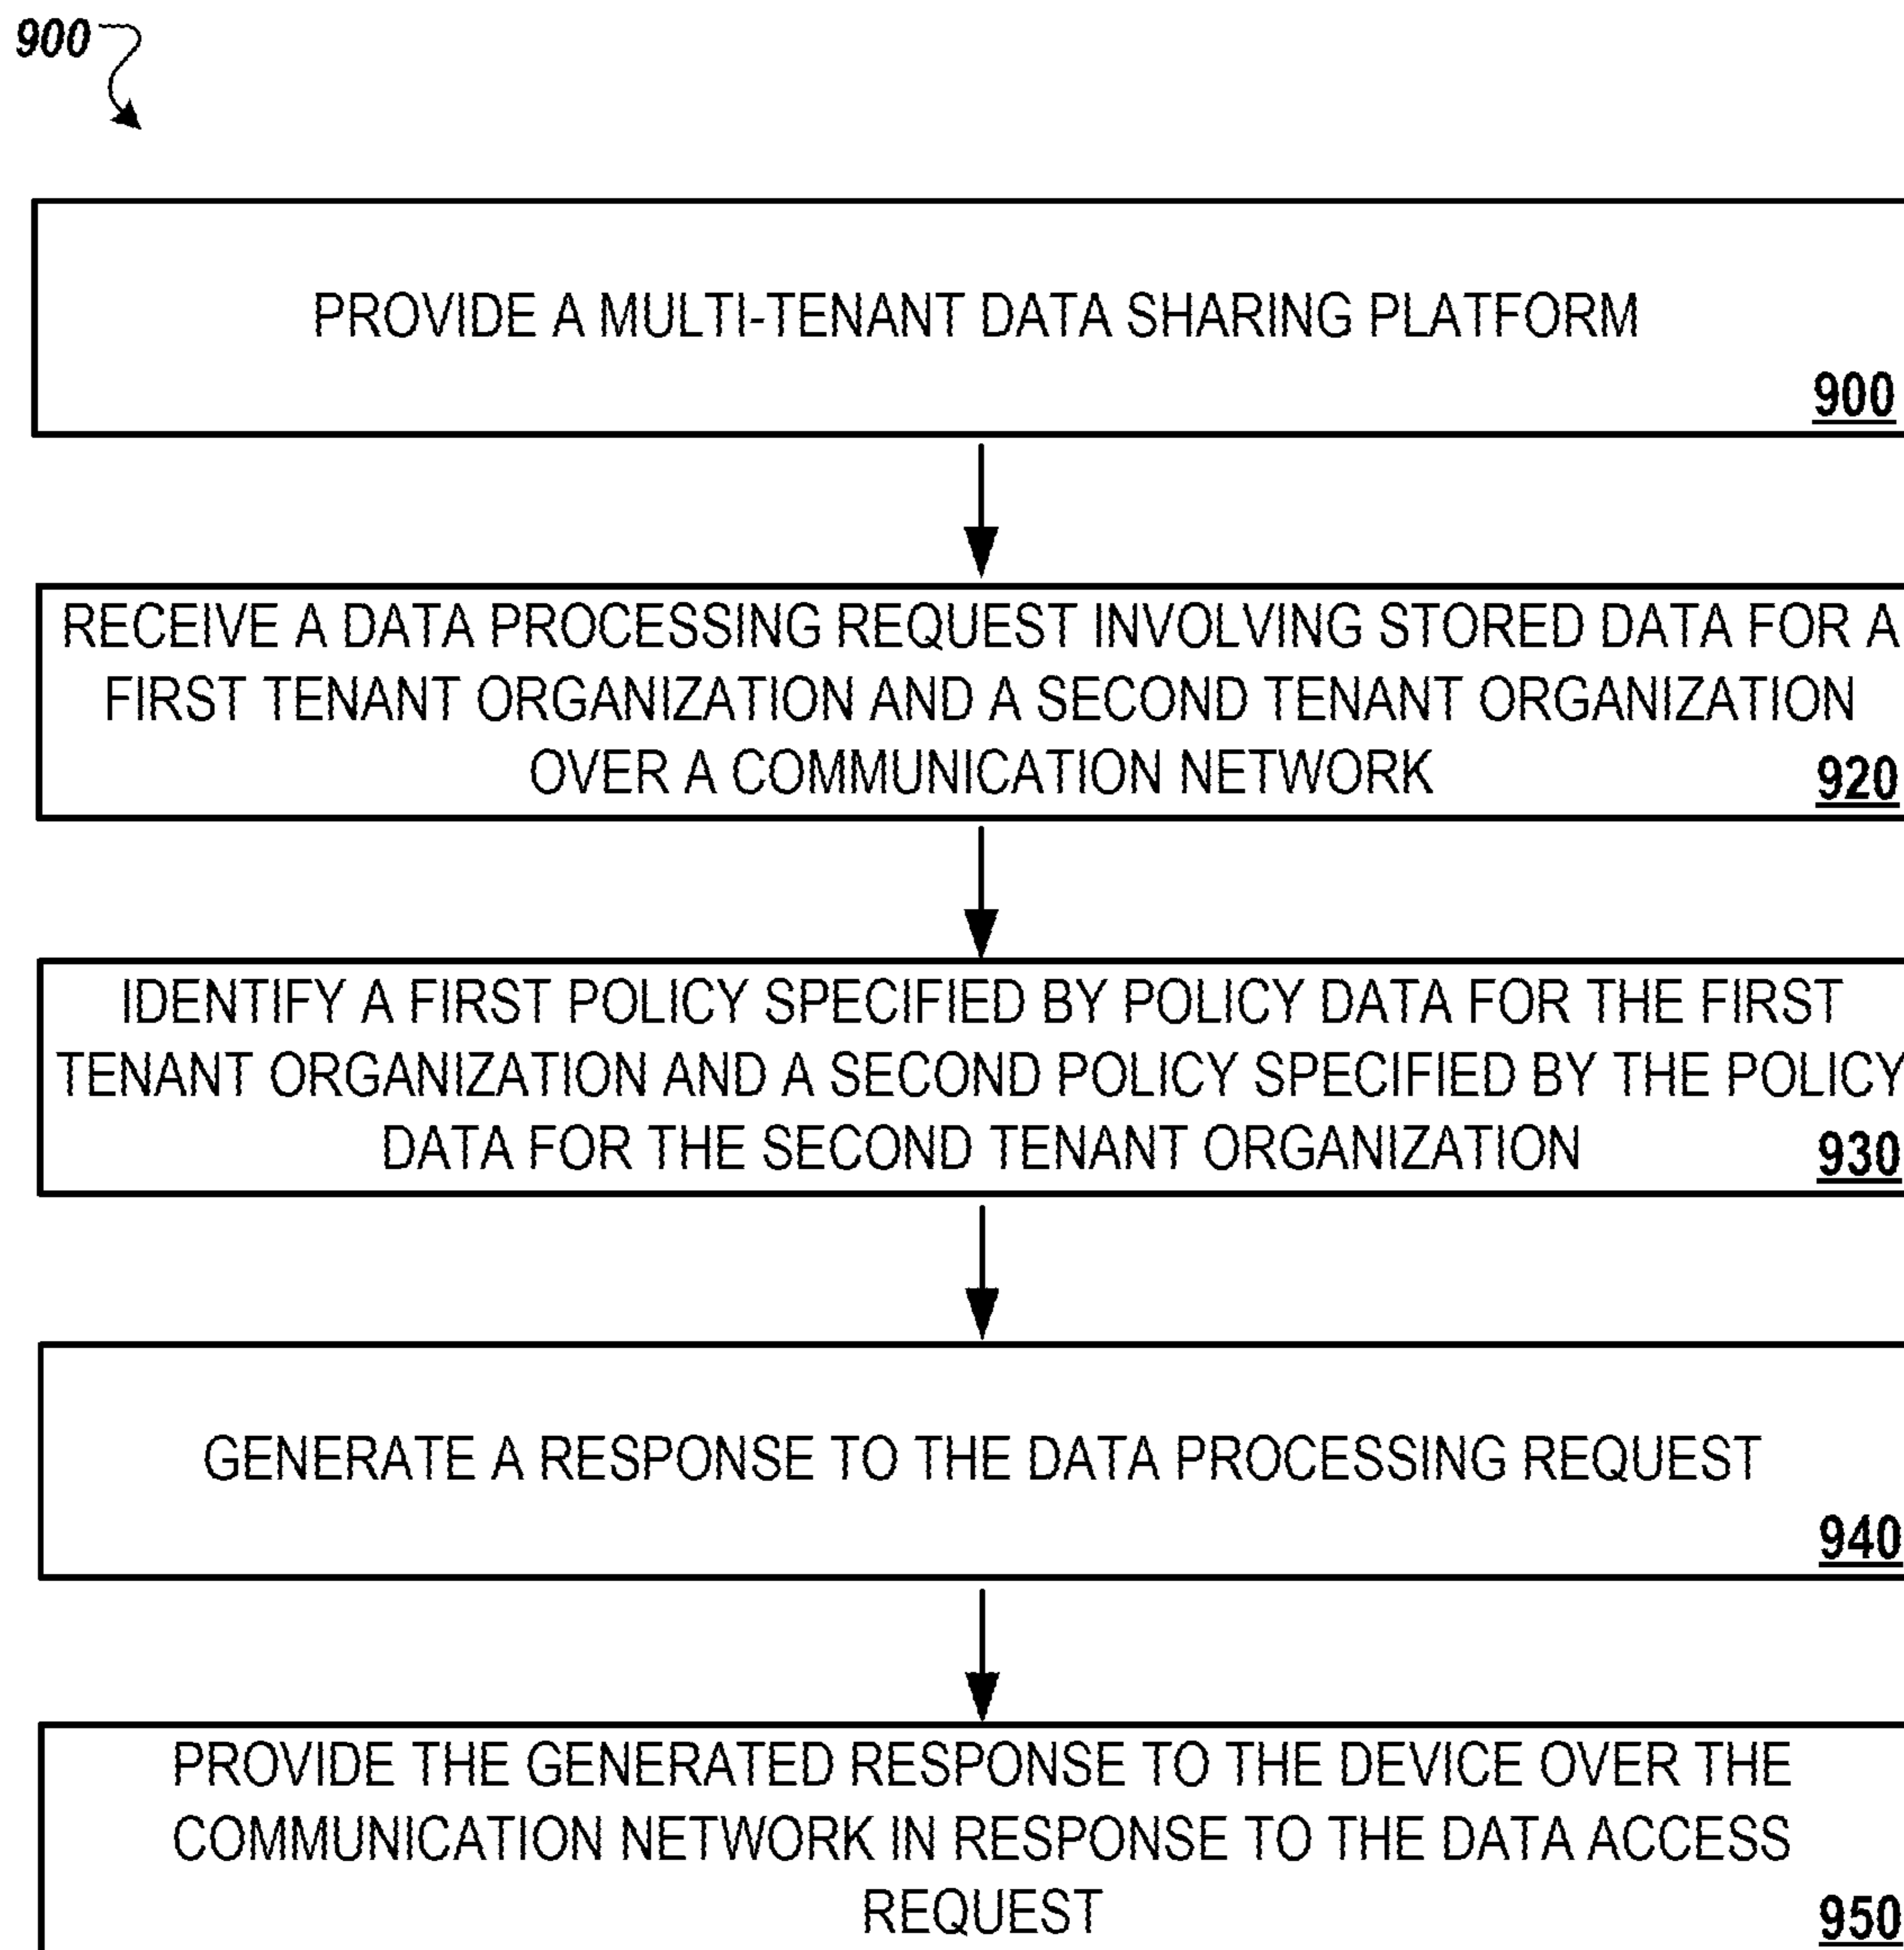 900
PROVIDE A MULTI-TENANT DATA SHARING PLATFORM
900
RECEIVE A DATA PROCESSING REQUEST INVOLVING STORED DATA FOR A
FIRST TENANT ORGANIZATION AND A SECOND TENANT ORGANIZATION
OVER A COMMUNICATION NETWORK
920
IDENTIFY A FIRST POLICY SPECIFIED BY POLICY DATA FOR THE FIRST
TENANT ORGANIZATION AND A SECOND POLICY SPECIFIED BY THE POLICY
DATA FOR THE SECOND TENANT ORGANIZATION
930
GENERATE A RESPONSE TO THE DATA PROCESSING REQUEST
940
PROVIDE THE GENERATED RESPONSE TO THE DEVICE OVER THE
COMMUNICATION NETWORK IN RESPONSE TO THE DATA ACCESS
REQUEST
950